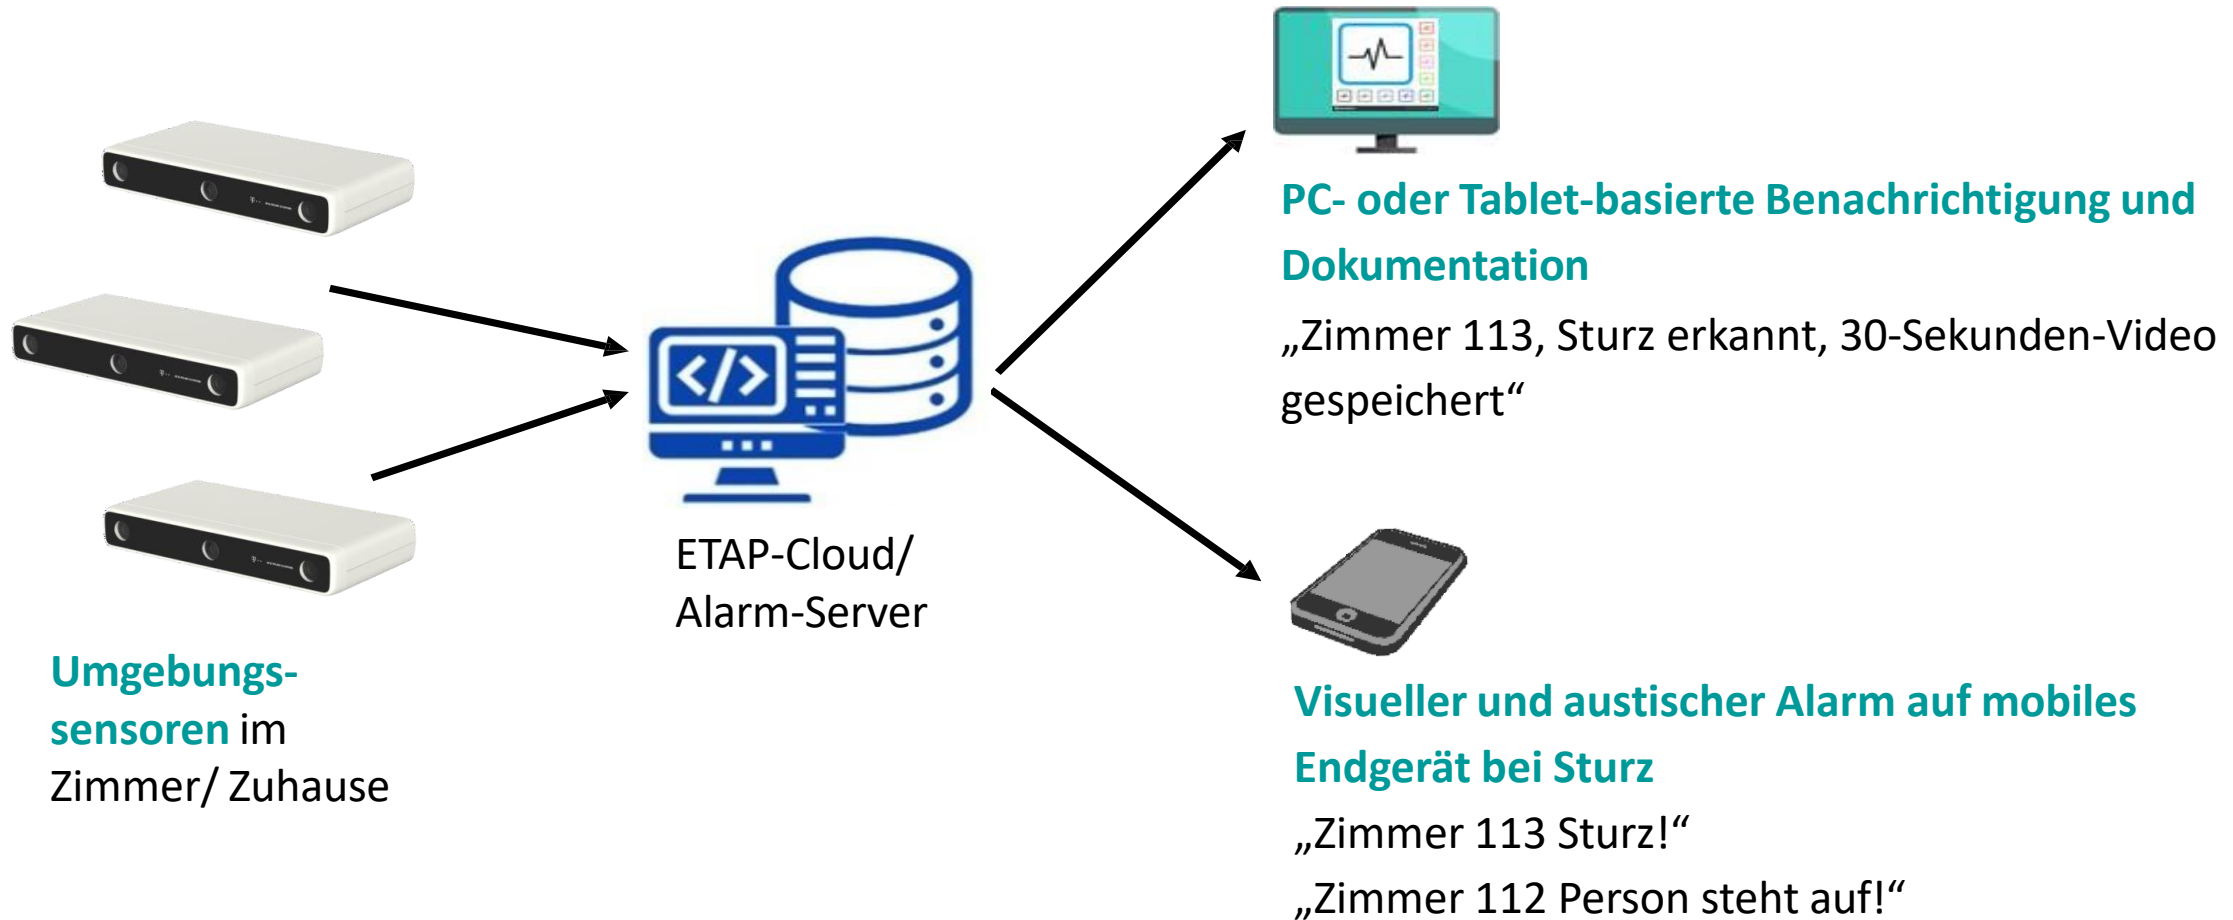 PC- oder Tablet-basierte Benachrichtigung und
Dokumentation
„Zimmer 113, Sturz erkannt, 30-Sekunden-Video
gespeichert“
ETAP-Cloud/
Alarm-Server
Umgebungs-
sensoren im
Zimmer/ Zuhause
Visueller und austischer Alarm auf mobiles
Endgerät bei Sturz
„Zimmer 113 Sturz!“
„Zimmer 112 Person steht auf!“